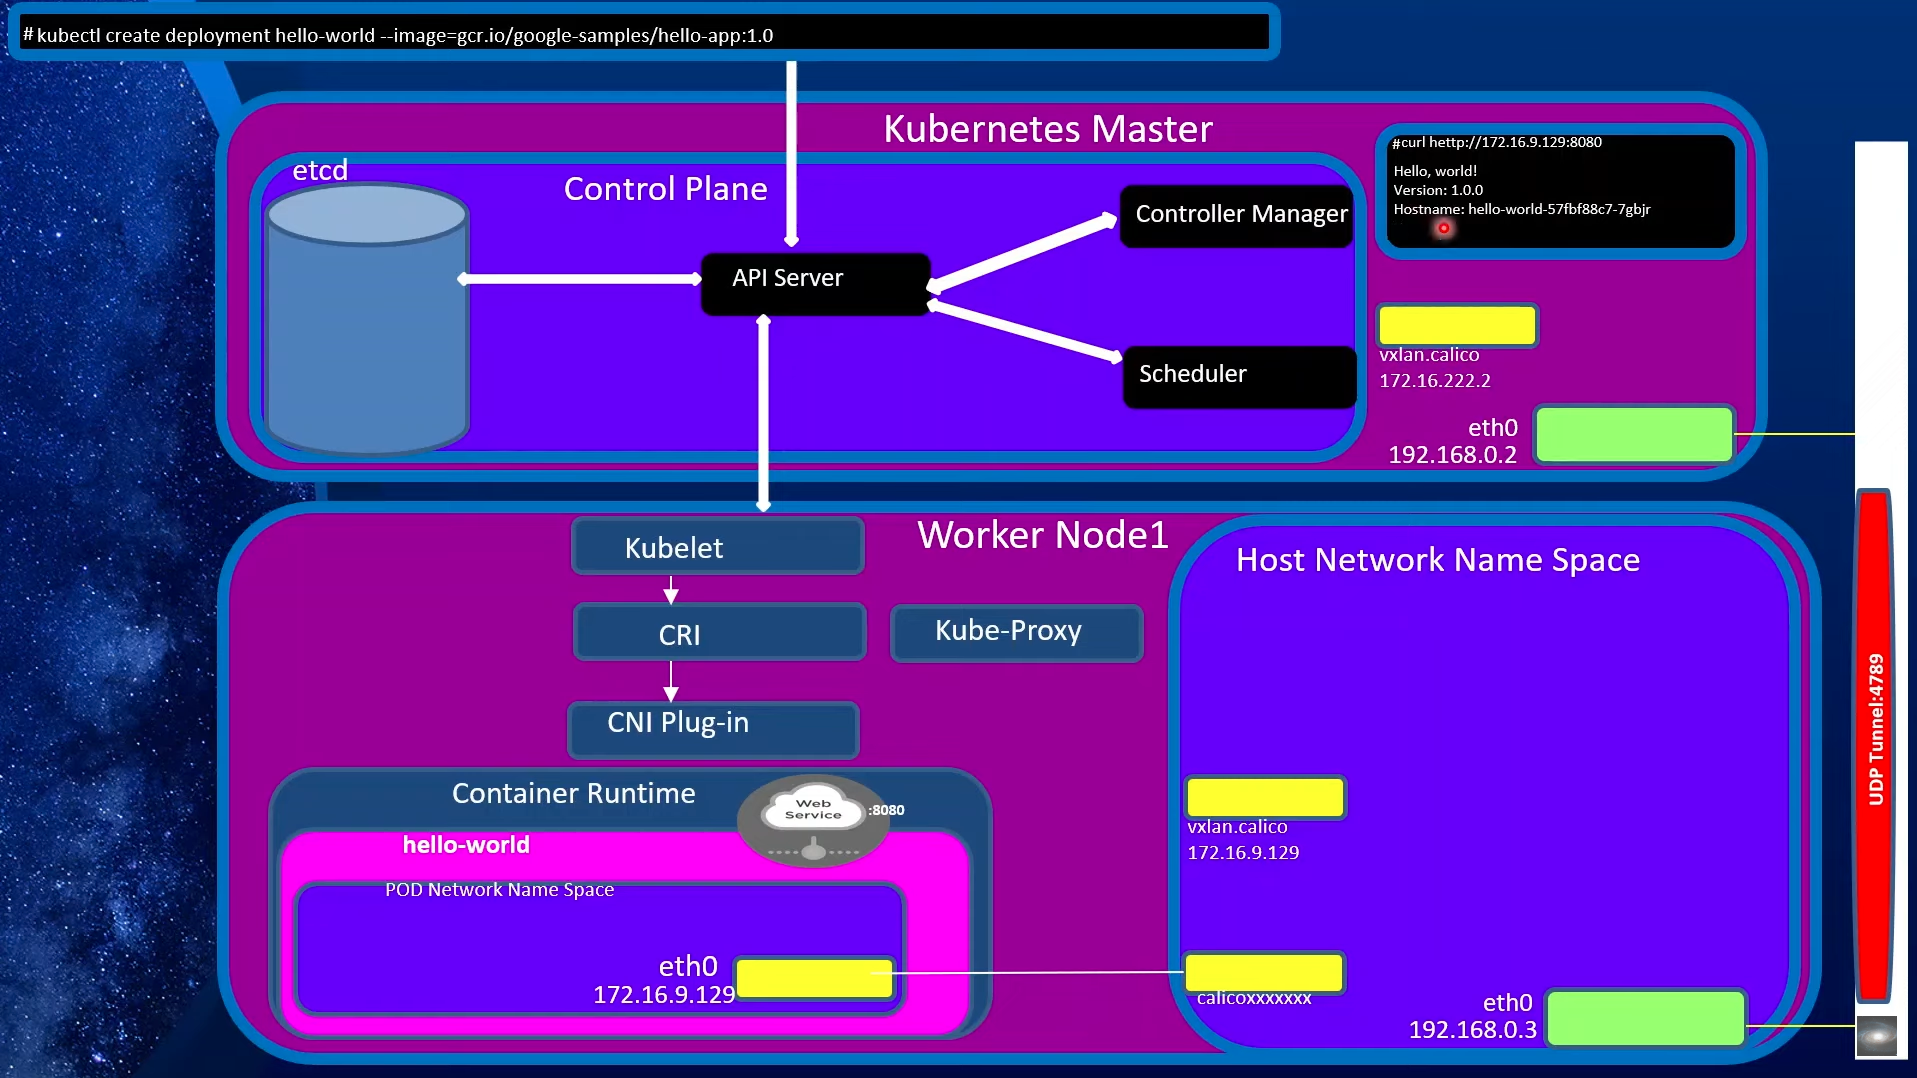 # kubectl create deployment hello-world --image=gcr.io/google-samples/hello-app:1.0
Kubernetes Master
etcd
Control Plane
API Server
Controller Manager
Scheduler
#curl hettp://172.16.9.129:8080
Hello, world!
Version: 1.0.0
Hostname: hello-world-57fbf88c7-7gbjr
vxlan.calico
172.16.222.2
eth0
192.168.0.2
Worker Node1
Kubelet
CRI
Kube-Proxy
CNI Plug-in
Container Runtime
Web
Service
:8080
hello-world
POD Network Name Space
eth0
172.16.9.129
Host Network Name Space
vxlan.calico
172.16.9.129
calicoxxxxxxx
eth0
192.168.0.3
UDP Tunnel:4789